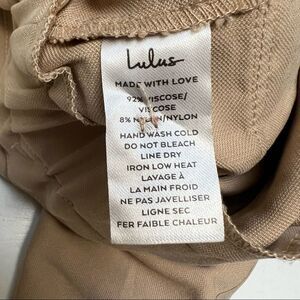 Lulus
MADE WITH LOVE
92% VISCOSE/
VISCOSE
8% NYLON/NYLON
HAND WASH COLD
DO NOT BLEACH
LINE DRY
IRON LOW HEAT
LAVAGE À
LA MAIN FROID
NE PAS JAVELLISER
LIGNE SEC
FER FAIBLE CHALEUR